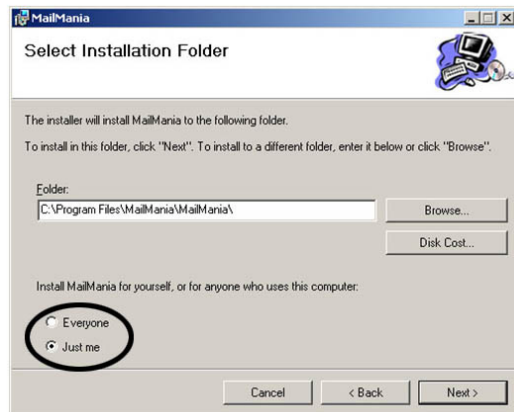 MailMania
Select Installation Folder
The installer will install MailMania to the following folder.
To install in this folder, click "Next". To install to a different folder, enter it below or click "Browse".
Folder:
C:\Program Files\MailMania\MailMania\
Browse...
Disk Cost...
Install MailMania for yourself, or for anyone who uses this computer:
Everyone
Just me
Cancel
< Back
Next >